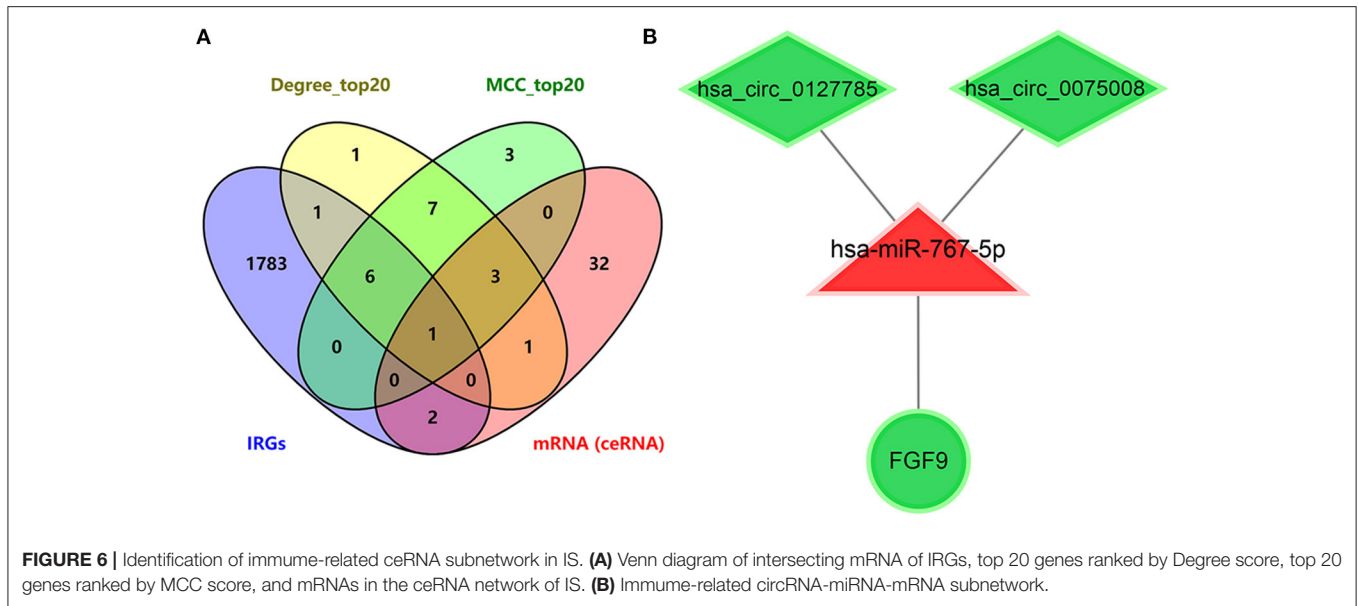 A
B
Degree_top20
MCC_top20
hsa_circ_0127785
hsa_circ_0075008
1
3
1
7
0
1783
6
3
32
hsa-miR-767-5p
1
0
1
0
0
2
IRGs
mRNA (ceRNA)
FGF9
FIGURE 6 | Identification of immume-related ceRNA subnetwork in IS. (A) Venn diagram of intersecting mRNA of IRGs, top 20 genes ranked by Degree score, top 20
genes ranked by MCC score, and mRNAs in the ceRNA network of IS. (B) Immume-related circRNA-miRNA-mRNA subnetwork.